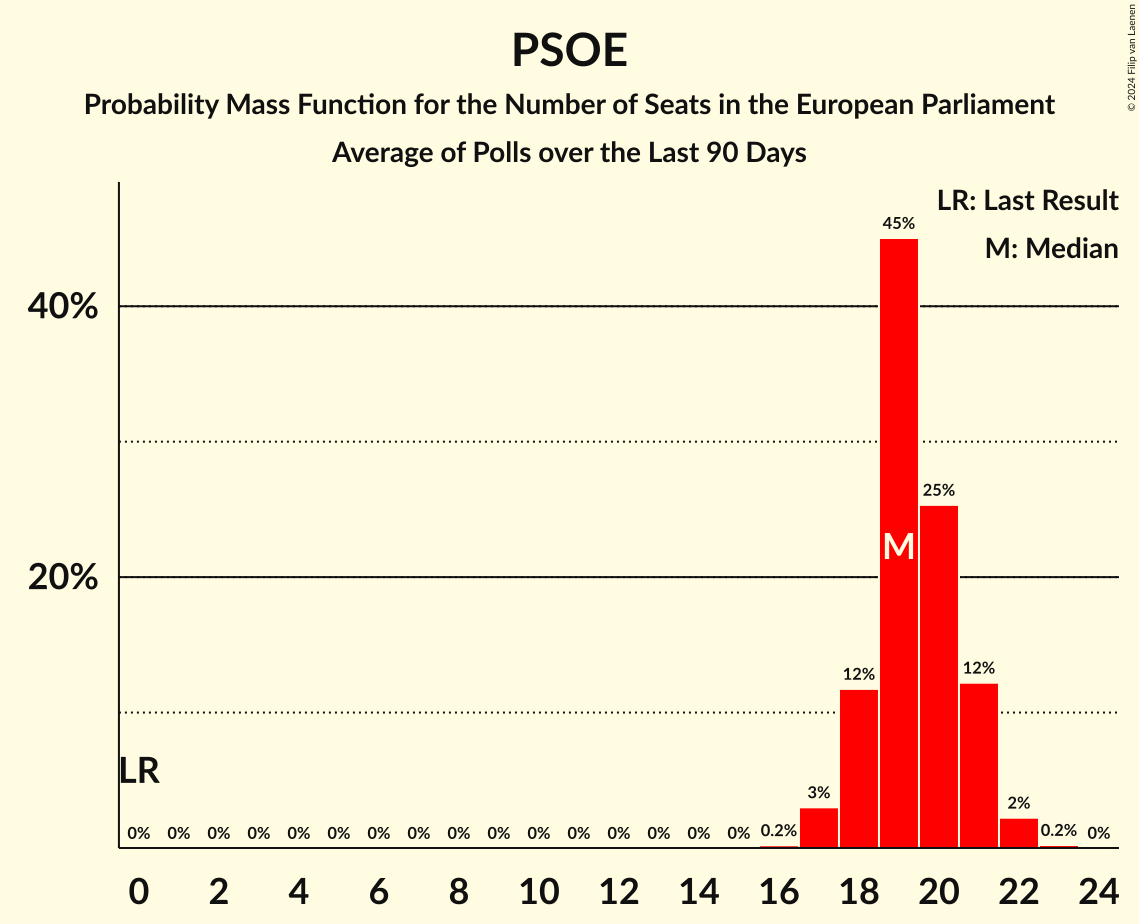 PSOE
Probability Mass Function for the Number of Seats in the European Parliament
Average of Polls over the Last 90 Days
© 2024 Filip van Laenen
LR: Last Result
M: Median
45%
40%
25%
M
20%
12% 12%
LR
3% 2%
0% 0% 0% 0% 0% 0% 0% 0% 0% 0% 0% 0% 0% 0% 0% 0% 0.2% 0.2% 0%
0 2 4 6 8 10 12 14 16 18 20 22 24